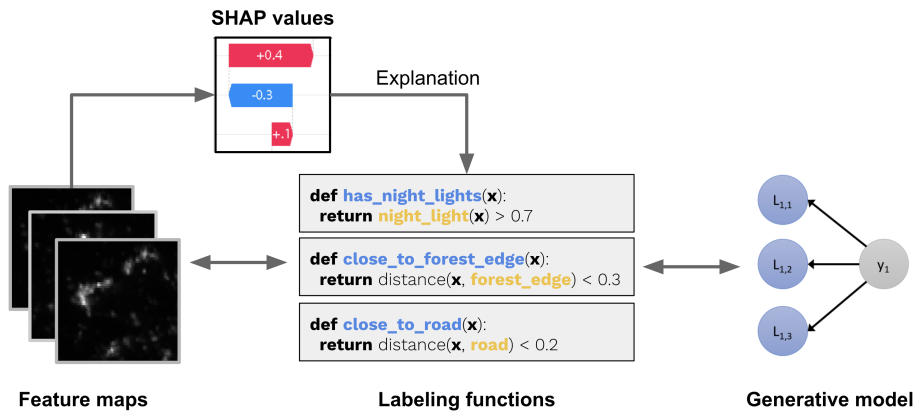 SHAP values
+0.4
-0.3
+.1
Explanation
def has_night_lights(x):
return night_light(x) > 0.7
def close_to_forest_edge(x):
return distance(x, forest_edge) < 0.3
def close_to_road(x):
return distance(x, road) < 0.2
L1,1
L1,2
L1,3
y1
Feature maps
Labeling functions
Generative model